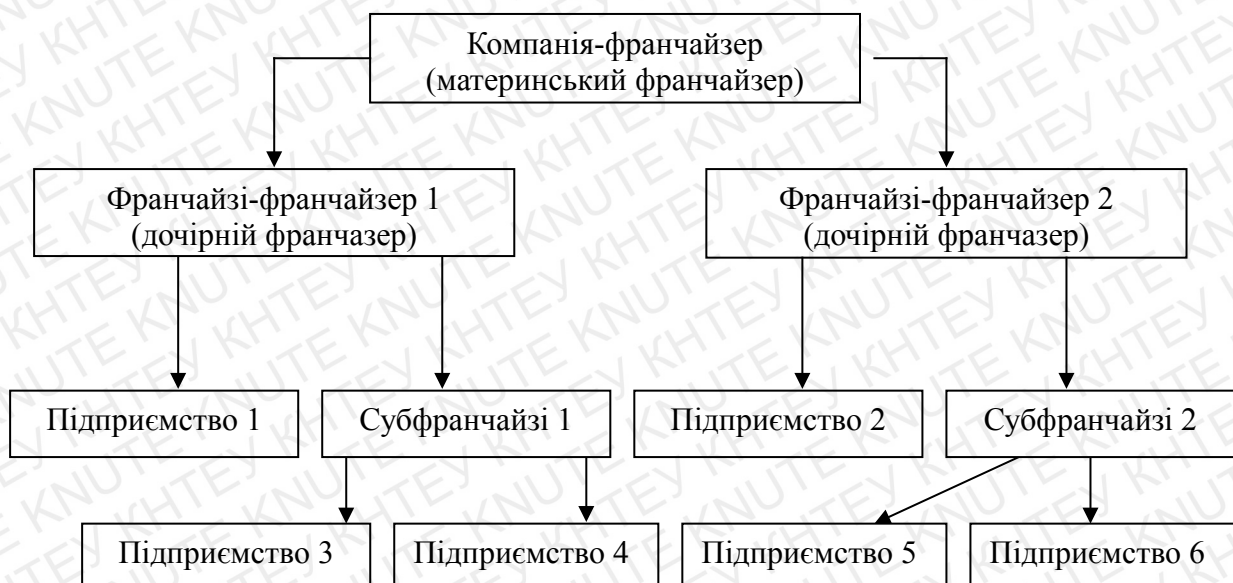 Компанія-франчайзер
(материнський франчайзер)
Франчайзі-франчайзер 1
(дочірній франчазер)
Франчайзі-франчайзер 2
(дочірній франчазер)
Підприємство 1
Субфранчайзі 1
Підприємство 2
Субфранчайзі 2
Підприємство 3
Підприємство 4
Підприємство 5
Підприємство 6